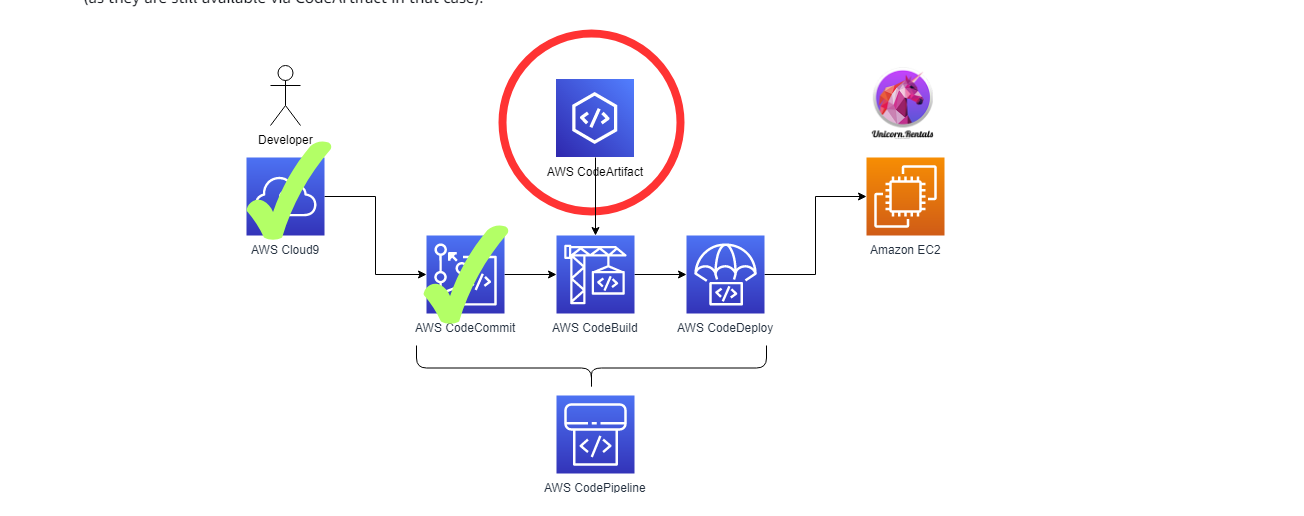 (as they are still available via CodeArtifact in that case).
Developer
AWS CodeArtifact
Unicorn.Rentals
AWS Cloud9
Amazon EC2
AWS CodeCommit
AWS CodeBuild
AWS CodeDeploy
AWS CodePipeline